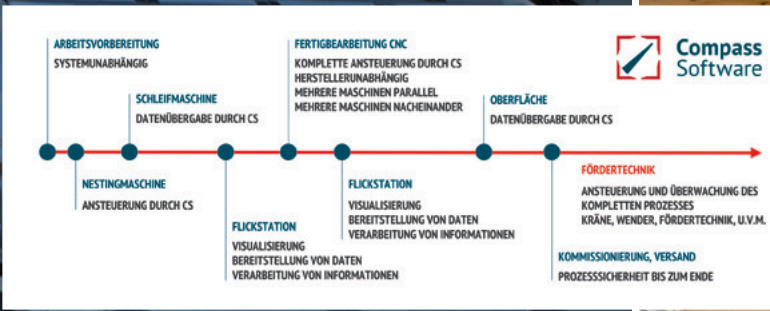 ARBEITSVORBEREITUNG
SYSTEMUNABHÄNGIG
SCHLEIFMASCHINE
DATENÜBERGABE DURCH CS
FERTIGBEARBEITUNG CNC
KOMPLETTE ANSTEUERUNG DURCH CS
HERSTELLERUNABHÄNGIG
MEHRERE MASCHINEN PARALLEL
MEHRERE MASCHINEN NACHEINANDER
OBERFLÄCHE
DATENÜBERGABE DURCH CS
Compass
Software
NESTINGMASCHINE
ANSTEUERUNG DURCH CS
FLICKSTATION
VISUALISIERUNG
BEREITSTELLUNG VON DATEN
VERARBEITUNG VON INFORMATIONEN
FLICKSTATION
VISUALISIERUNG
BEREITSTELLUNG VON DATEN
VERARBEITUNG VON INFORMATIONEN
FÖRDERTECHNIK
ANSTEUERUNG UND ÜBERWACHUNG DES
KOMPLETTEN PROZESSES
KRÄNE, WENDER, FÖRDERTECHNIK, U.V.M.
KOMMISSIONIERUNG, VERSAND
PROZESSSICHERHEIT BIS ZUM ENDE